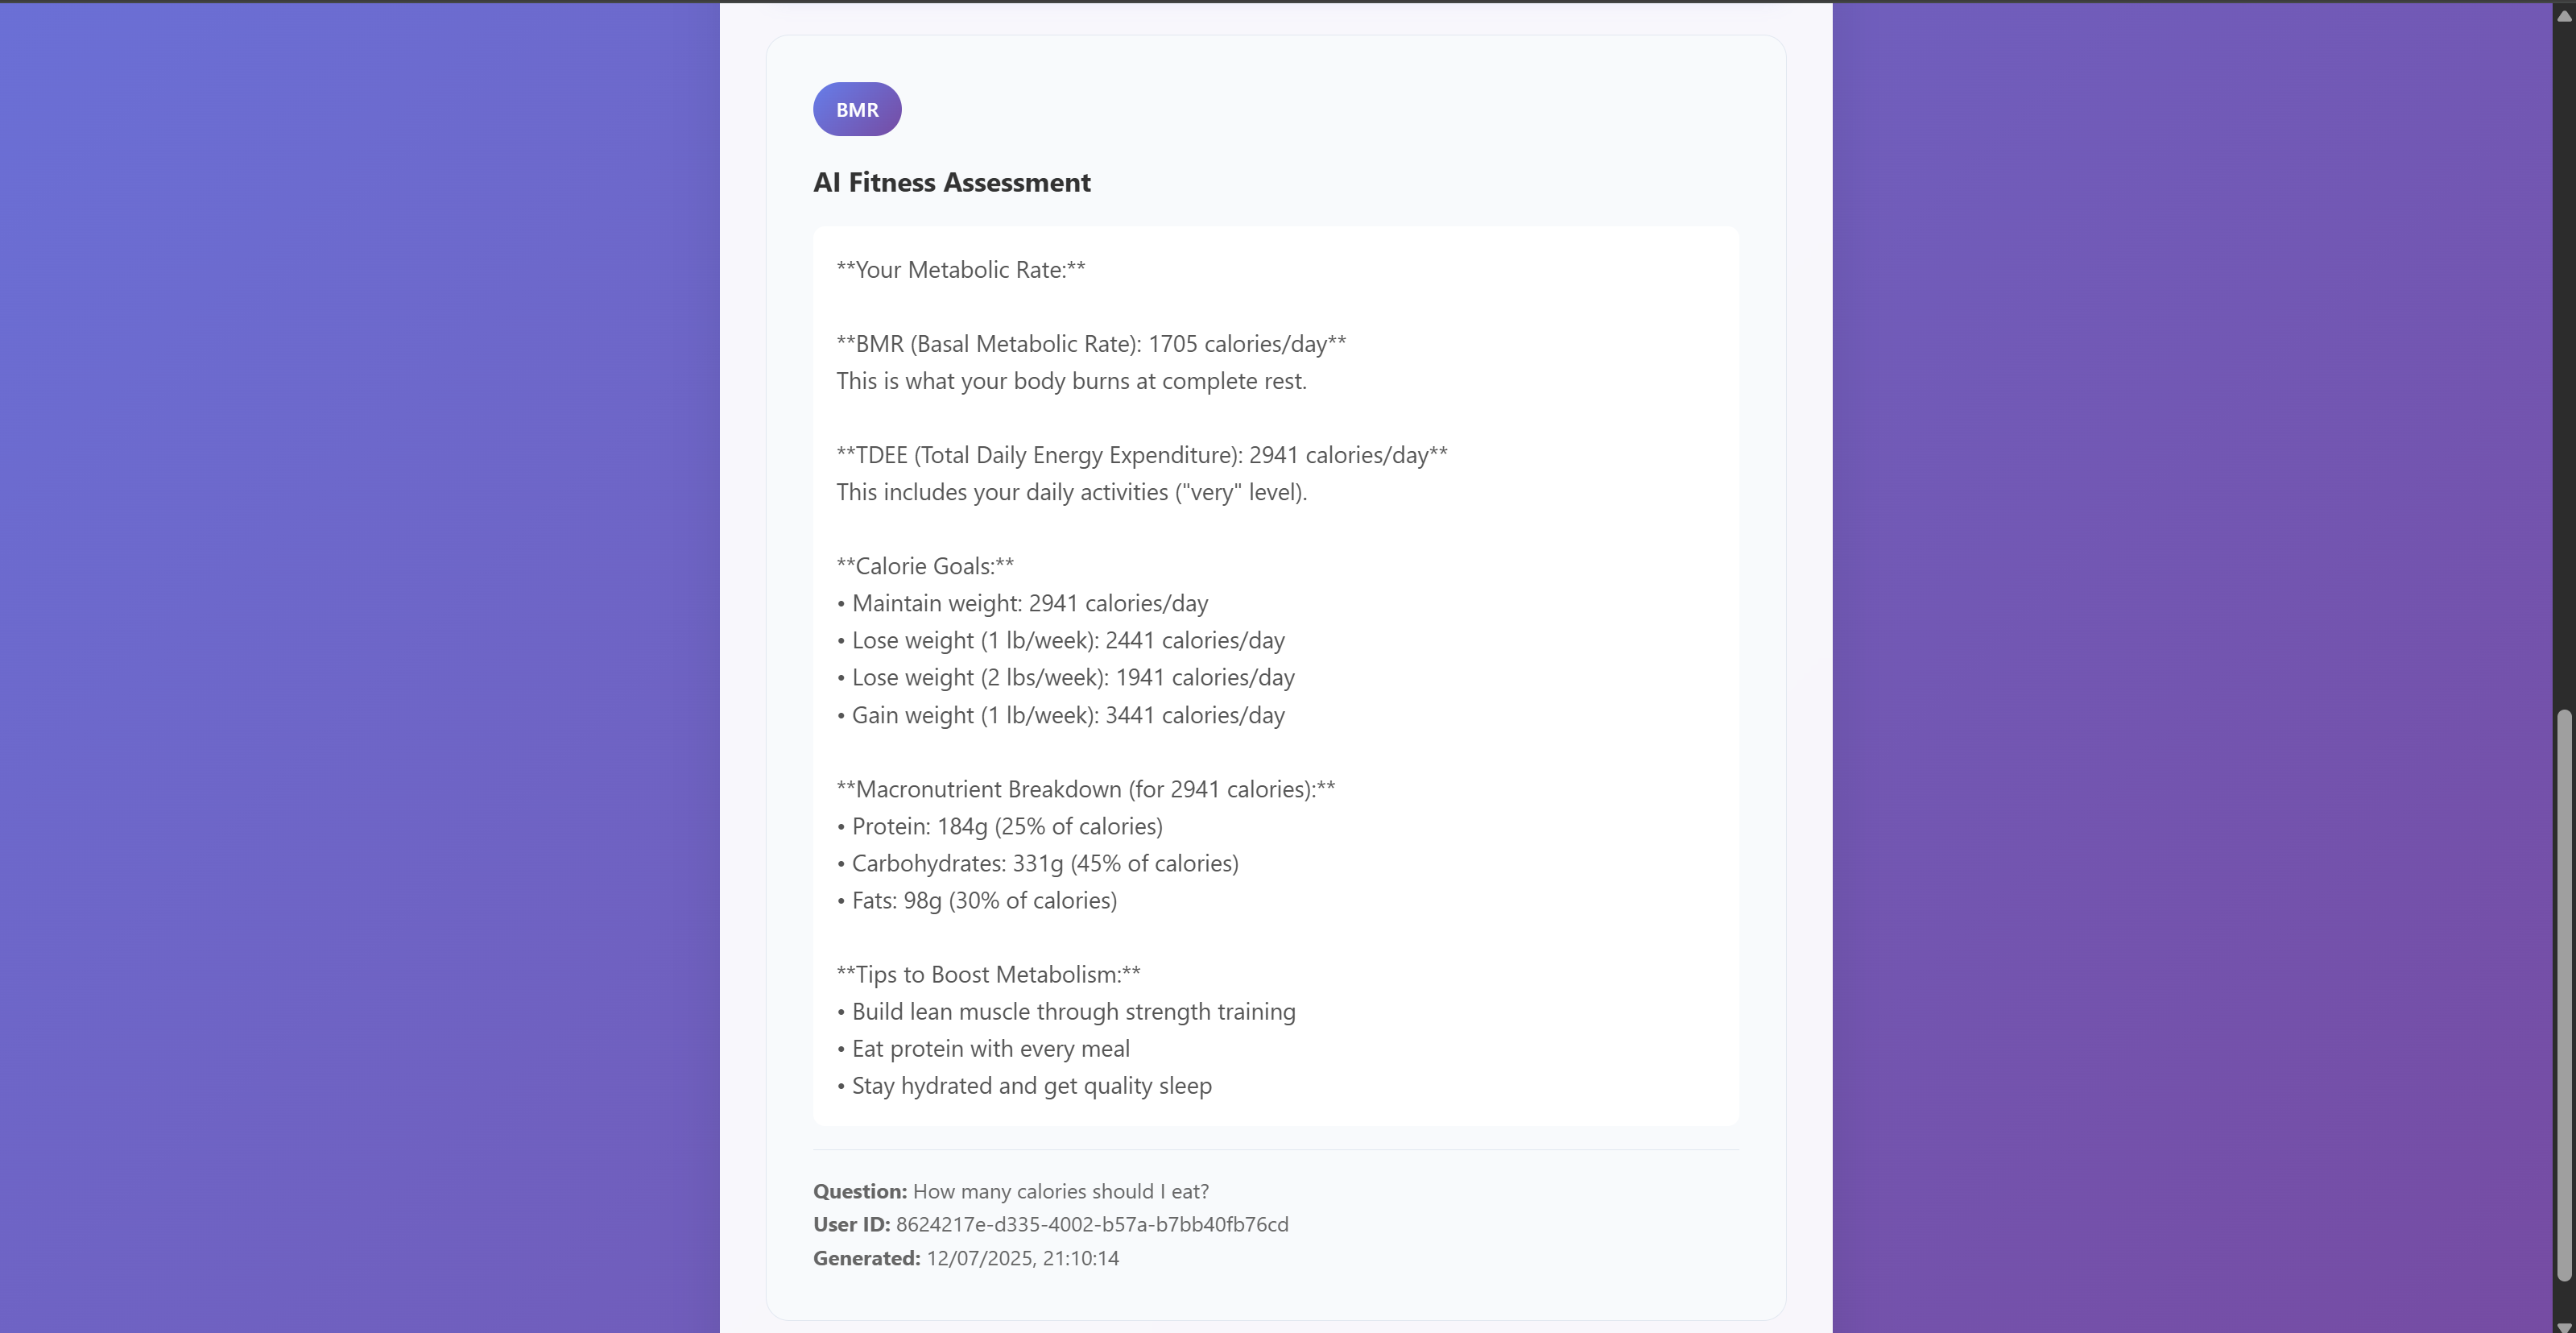 BMR
AI Fitness Assessment
**Your Metabolic Rate:**
**BMR (Basal Metabolic Rate): 1705 calories/day**
This is what your body burns at complete rest.
**TDEE (Total Daily Energy Expenditure): 2941 calories/day**
This includes your daily activities ("very" level).
**Calorie Goals:**
• Maintain weight: 2941 calories/day
• Lose weight (1 lb/week): 2441 calories/day
• Lose weight (2 lbs/week): 1941 calories/day
• Gain weight (1 lb/week): 3441 calories/day
**Macronutrient Breakdown (for 2941 calories):**
• Protein: 184g (25% of calories)
• Carbohydrates: 331g (45% of calories)
• Fats: 98g (30% of calories)
**Tips to Boost Metabolism:**
• Build lean muscle through strength training
• Eat protein with every meal
• Stay hydrated and get quality sleep
Question: How many calories should I eat?
User ID: 8624217e-d335-4002-b57a-b7bb40fb76cd
Generated: 12/07/2025, 21:10:14